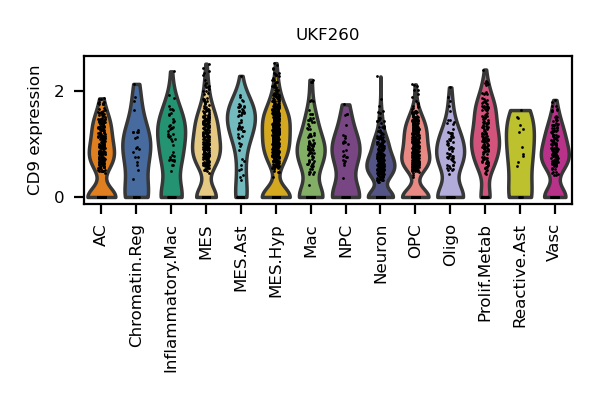 UKF260
CD9 expression
2
0
AC
Chromatin.Reg
Inflammatory.Mac
MES
MES.Ast
MES.Hyp
Mac
NPC
Neuron
OPC
Oligo
Prolif.Metab
Reactive.Ast
Vasc